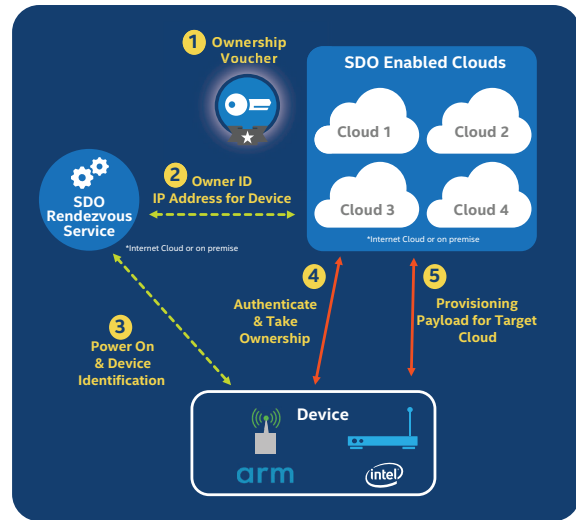 1 Ownership
Voucher
SDO Enabled Clouds
Cloud 1
Cloud 2
Cloud 3
Cloud 4
*Internet Cloud or on premise
SDO
Rendezvous
Service
2 Owner ID
IP Address for Device
*Internet Cloud or on premise
3
Power On
& Device
Identification
4
Authenticate
& Take
Ownership
5
Provisioning
Payload for Target
Cloud
Device
arm
intel